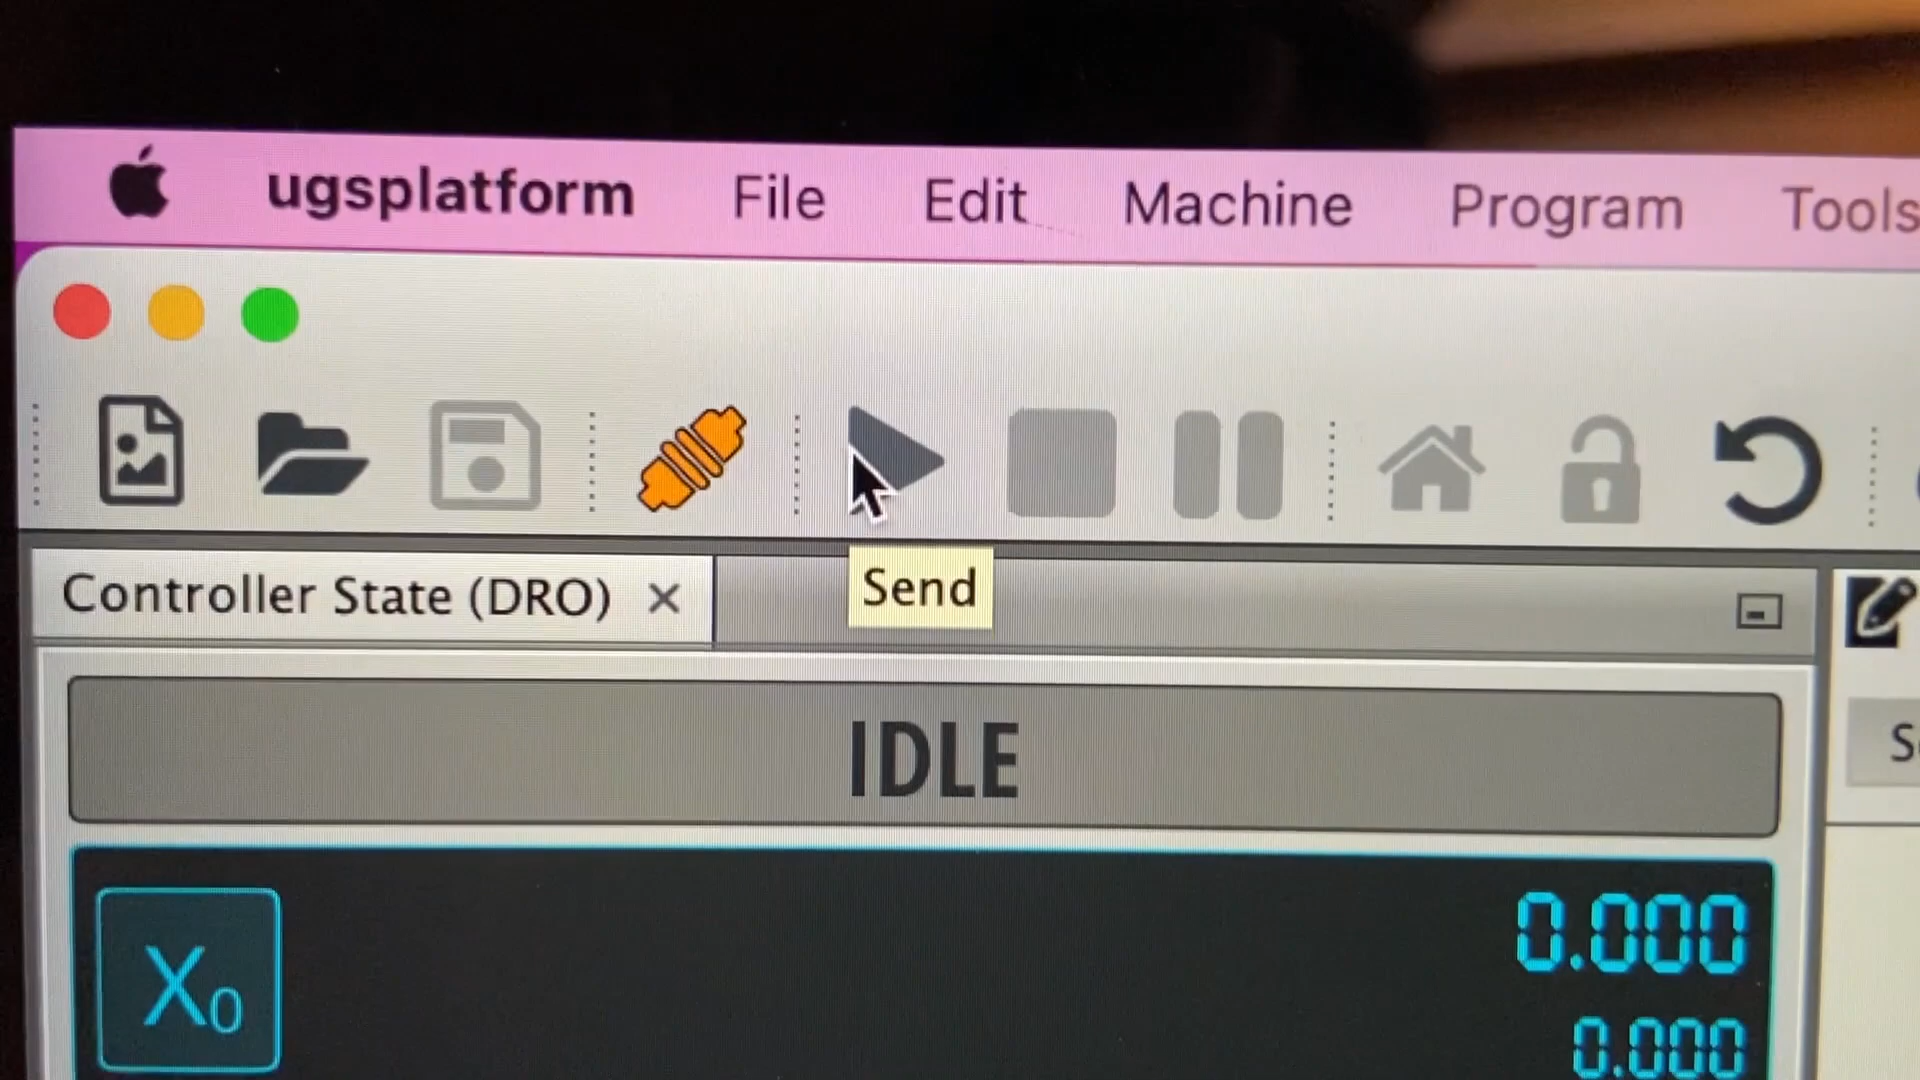 ugsplatform File Edit Machine Program Tools
Controller State (DRO)
Send
IDLE
X0
0.000
0.000